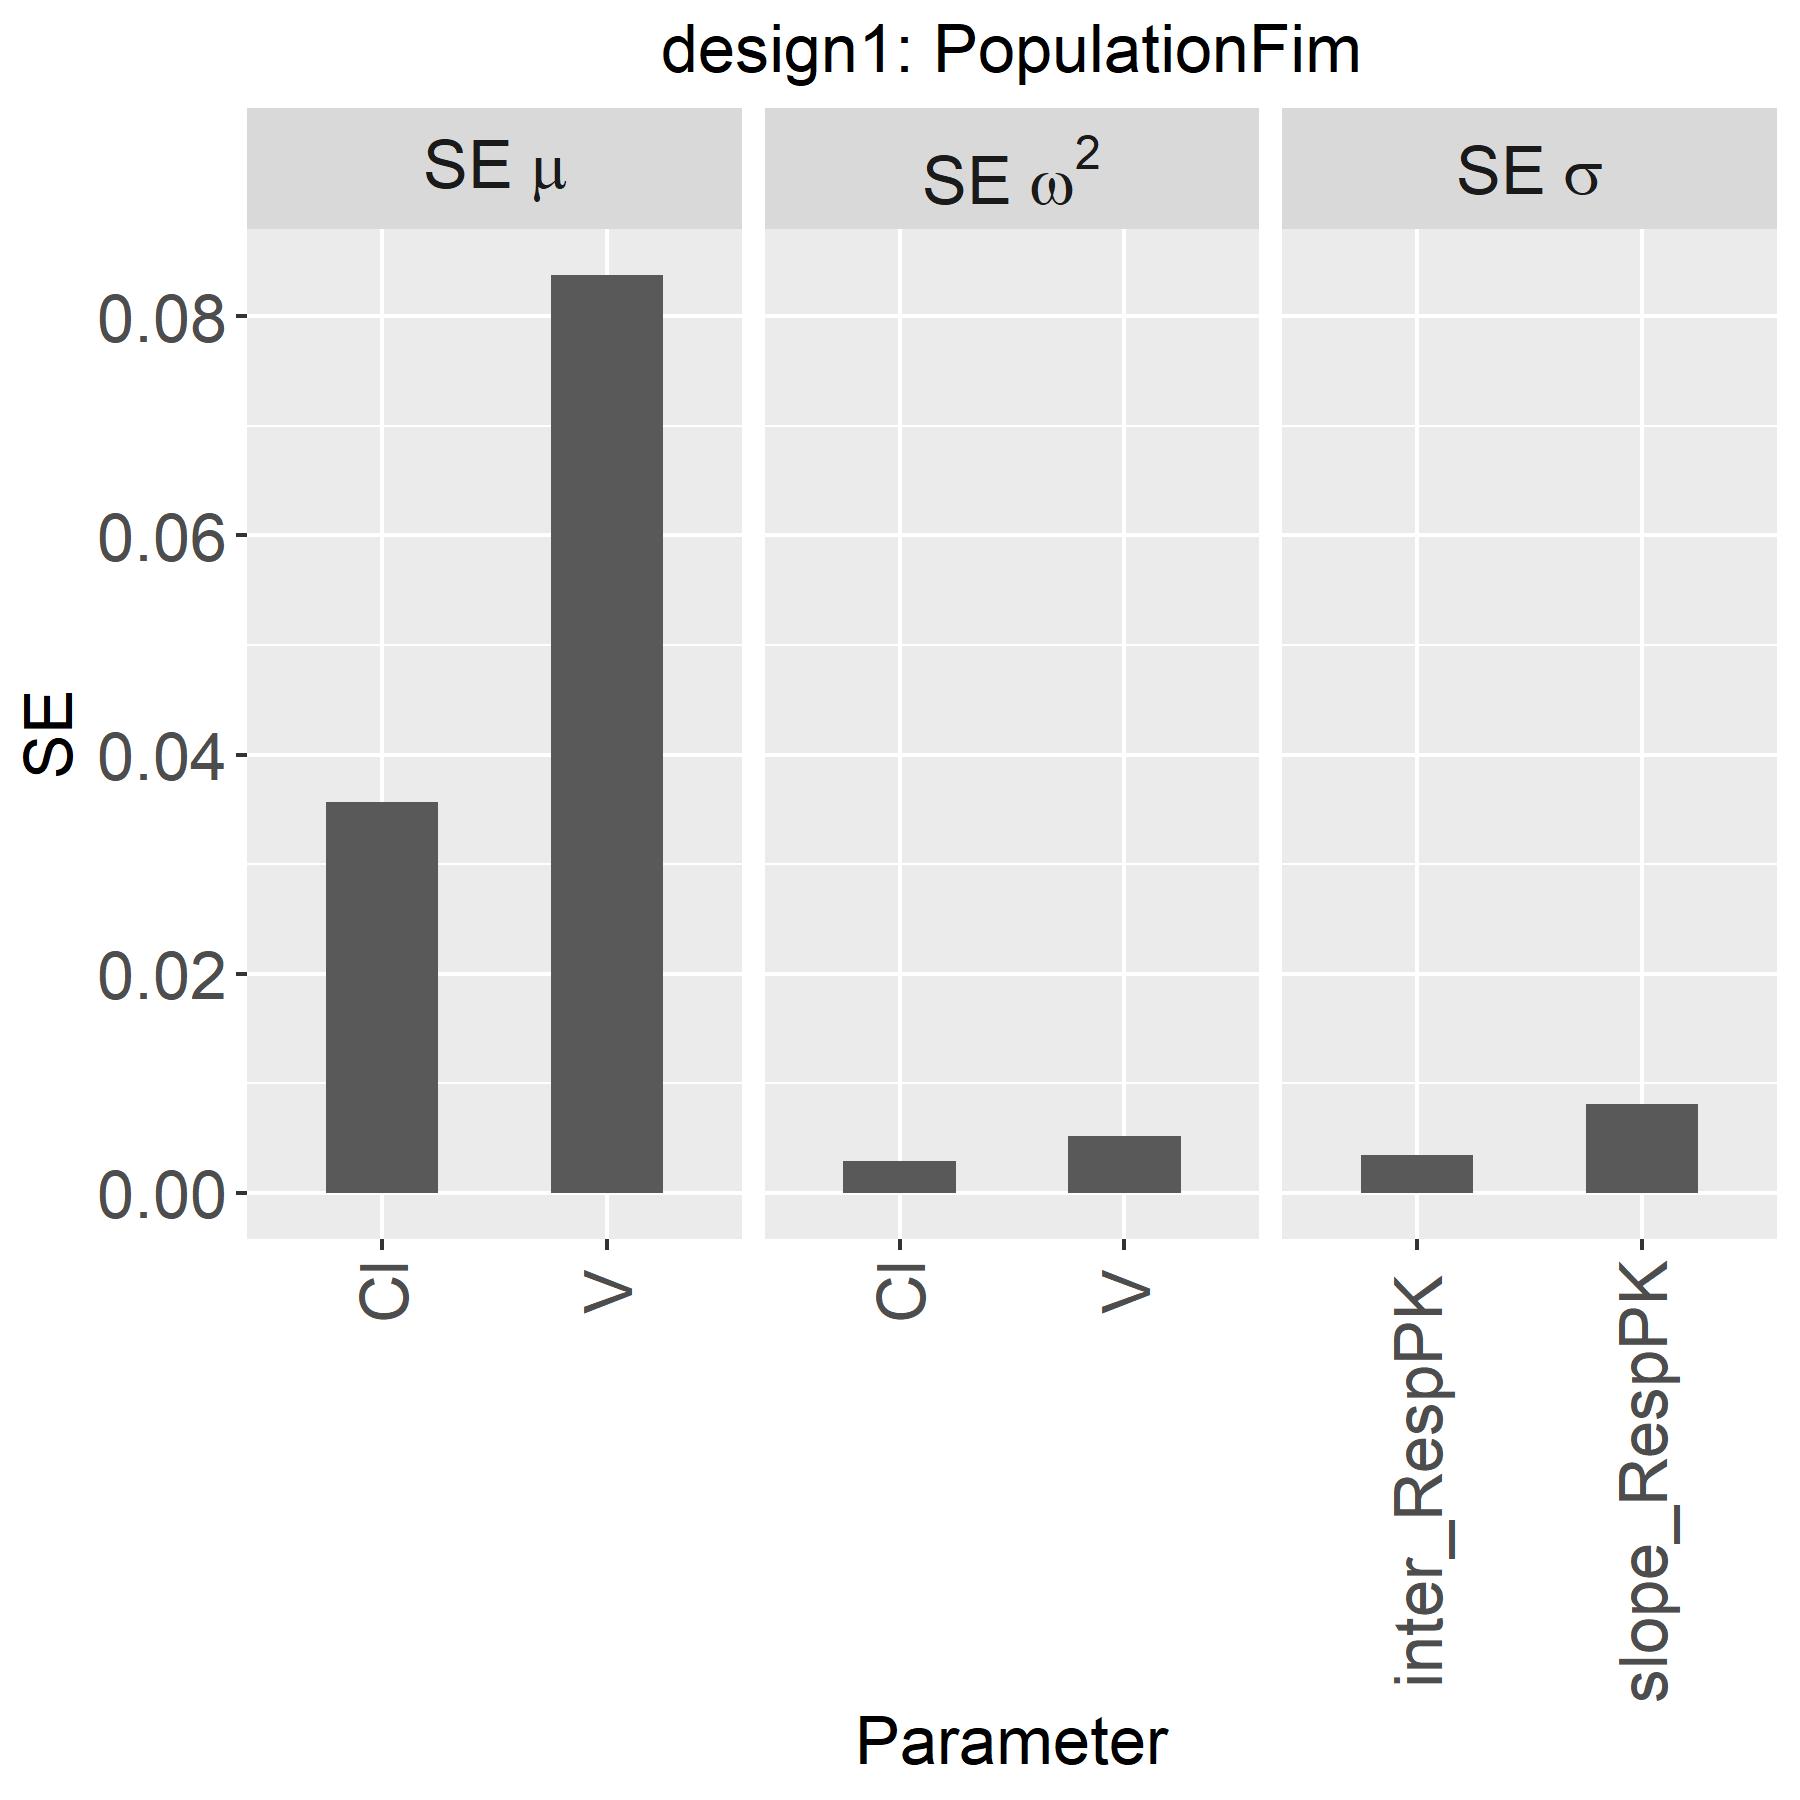 design1: PopulationFim
SE μ
SE ω²
SE σ
SE
0.08
0.06
0.04
0.02
0.00
Cl
V
Cl
V
inter_RespPK
slope_RespPK
Parameter